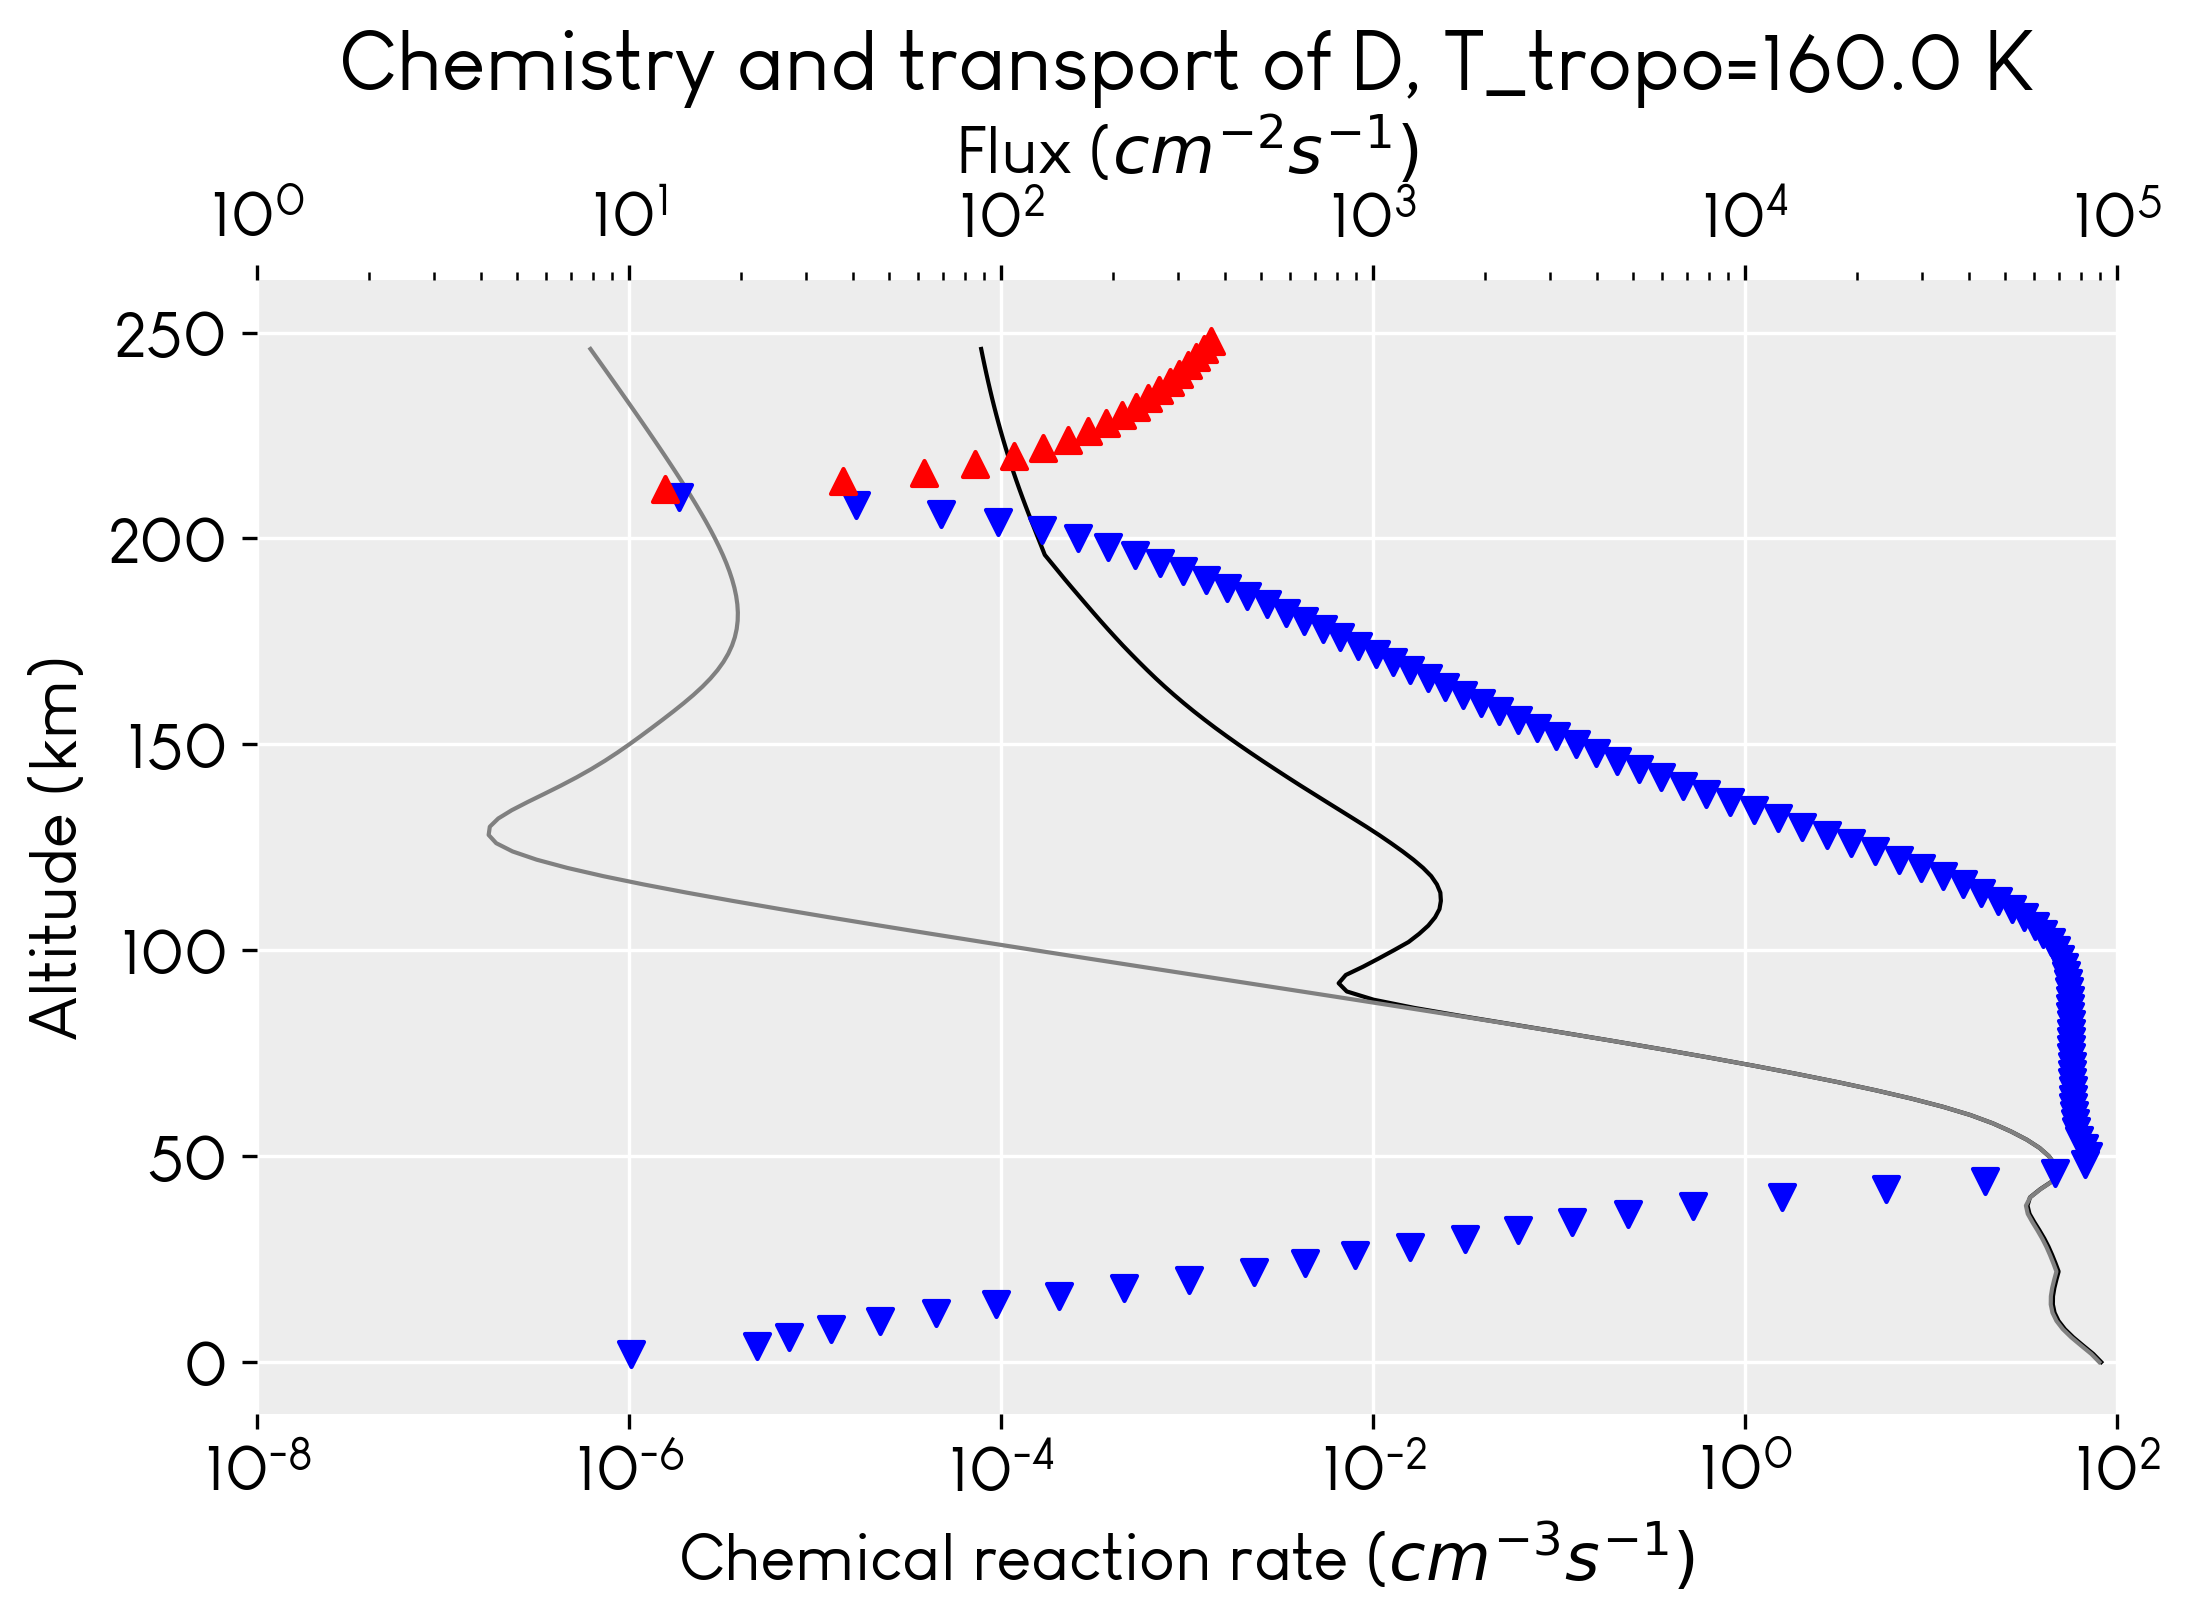 Chemistry and transport of D, T_tropo=160.0 K
Flux (cm⁻²s⁻¹)
10⁰ 10¹ 10² 10³ 10⁴ 10⁵
250
200
150
100
50
0
Altitude (km)
10⁻⁸ 10⁻⁶ 10⁻⁴ 10⁻² 10⁰ 10²
Chemical reaction rate (cm⁻³s⁻¹)